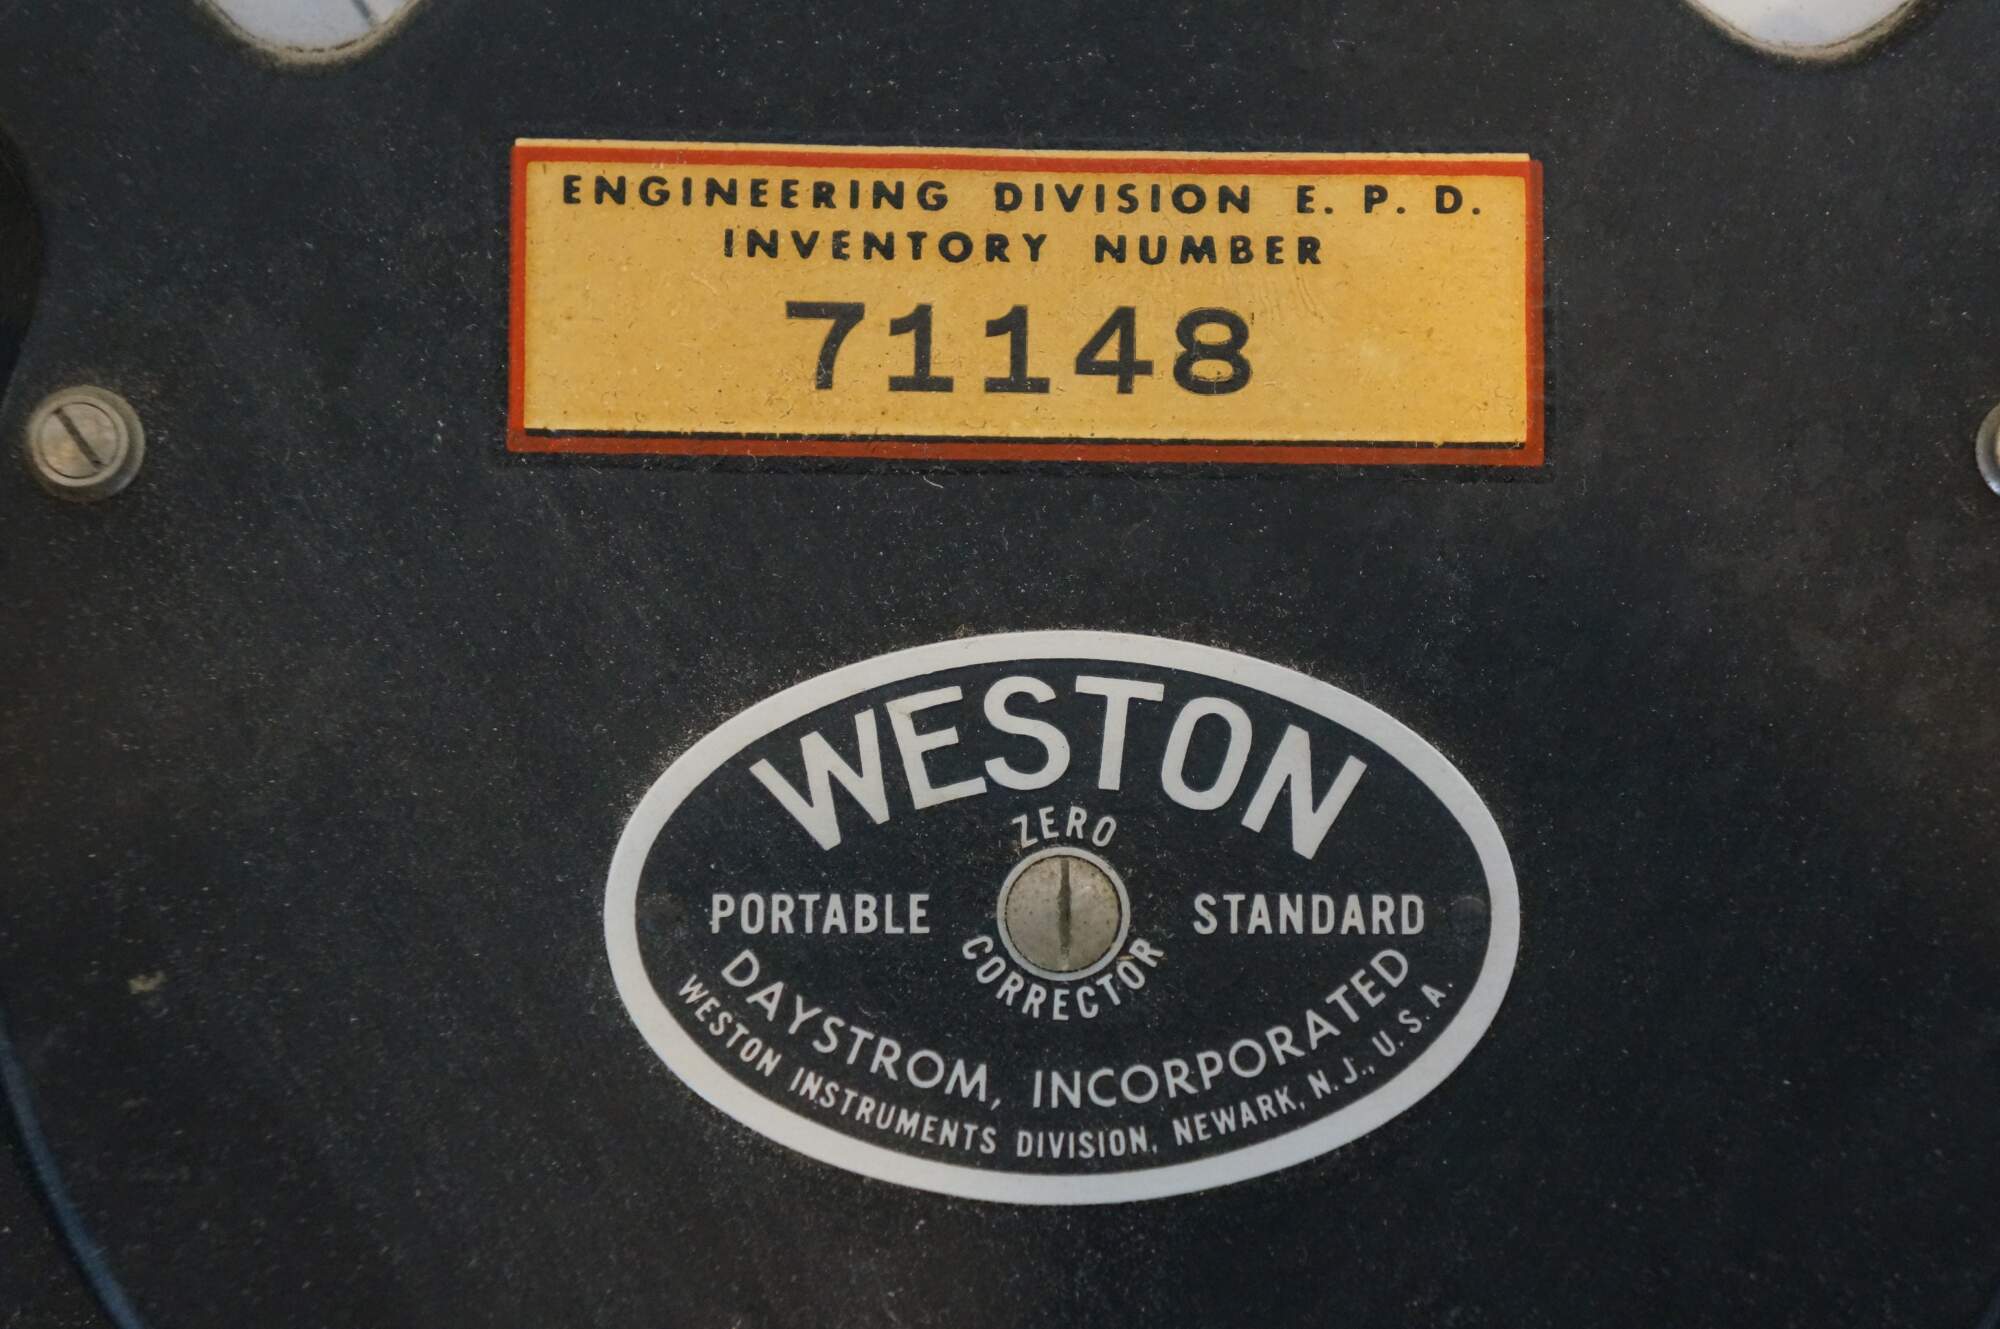 ENGINEERING DIVISION E. P. D.
INVENTORY NUMBER
71148
WESTON
ZERO
PORTABLE STANDARD
CORRECTOR
DAYSTROM, INCORPORATED
WESTON INSTRUMENTS DIVISION, NEWARK, N.J., U.S.A.